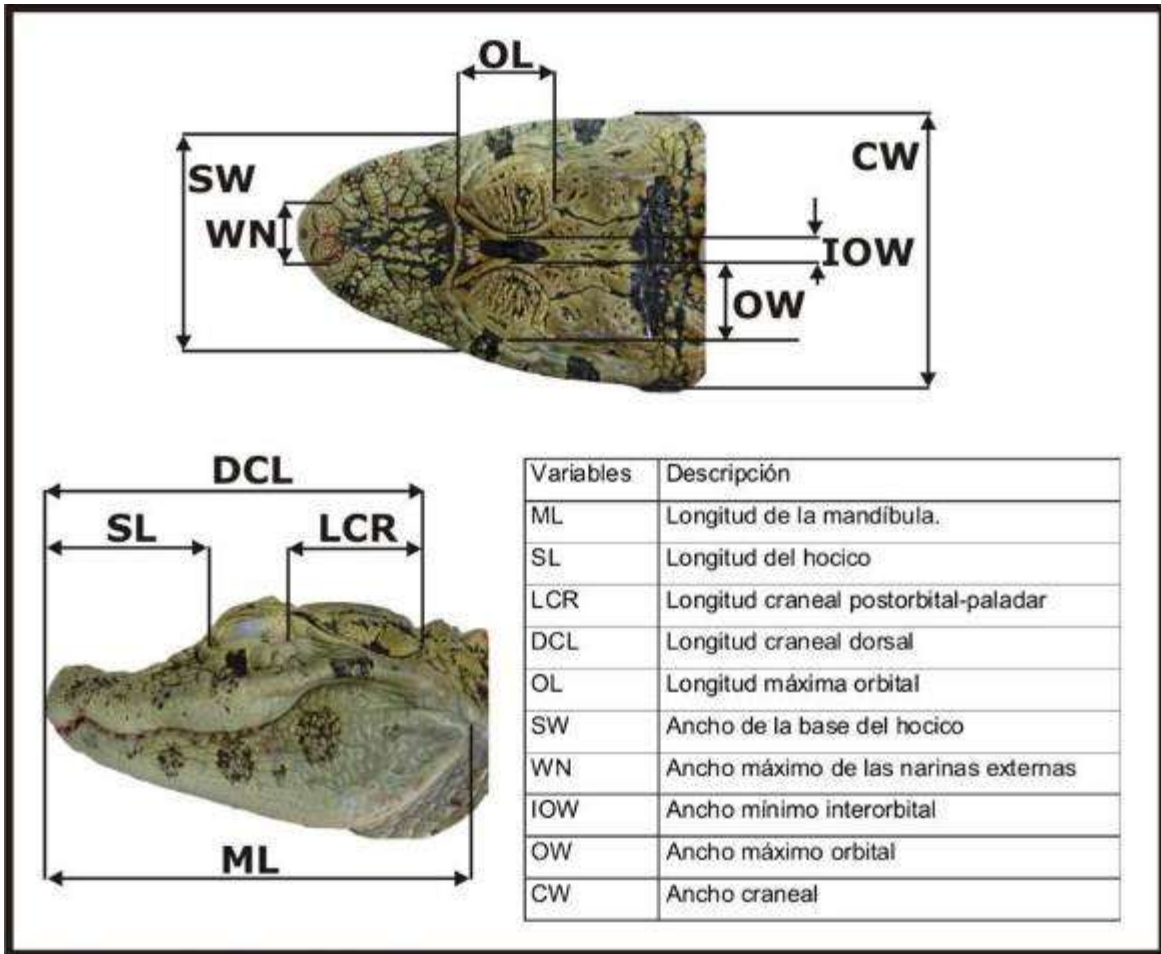 OL
SW
CW
WN
IOW
OW
DCL
SL
LCR
ML
Variables Descripción
ML Longitud de la mandíbula.
SL Longitud del hocico
LCR Longitud craneal postorbital-paladar
DCL Longitud craneal dorsal
OL Longitud máxima orbital
SW Ancho de la base del hocico
WN Ancho máximo de las narinas externas
IOW Ancho mínimo interorbital
OW Ancho máximo orbital
CW Ancho craneal